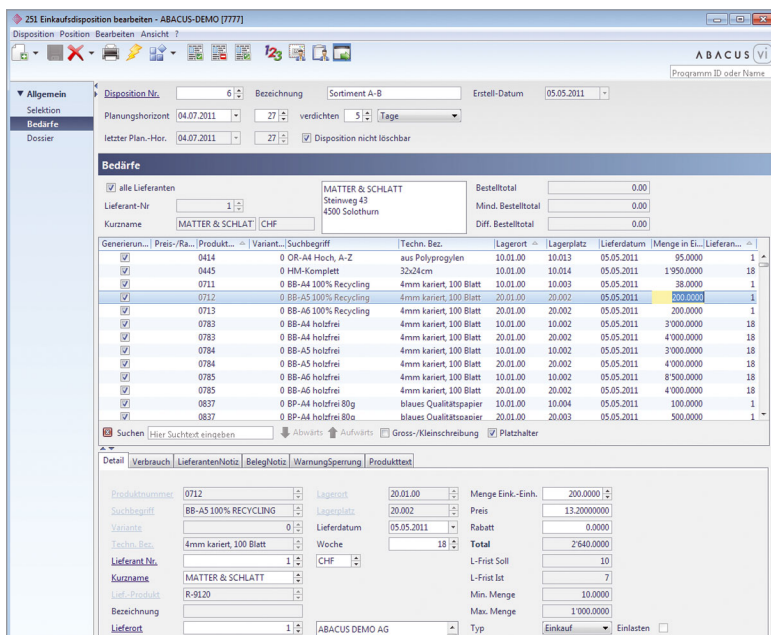 251 Einkaufsdisposition bearbeiten - ABACUS-DEMO [7777]
Disposition Position Bearbeiten Ansicht ?
123
ABACUS vi
Programm ID oder Name
Allgemein
Selektion
Bedärfe
Dossier
Disposition Nr. 6 Bezeichnung Sortiment A-B Erstell-Datum 05.05.2011
Planungshorizont 04.07.2011 27 verdichten 5 Tage
letzter Plan.-Hor. 04.07.2011 27 Disposition nicht löschbar
Bedärfe
alle Lieferanten MATTER & SCHLATT Bestelltotal 0.00
Steinweg 43
4500 Solothurn
Lieferant-Nr 1 Mind. Bestelltotal 0.00
Kurzname MATTER & SCHLAT CHF Diff. Bestelltotal 0.00
Generierun... Preis-/Ra... Produkt... Variant... Suchbegriff Techn. Bez. Lagerort Lagerplatz Lieferdatum Menge in Ei... Lieferan...
0414 0 OR-A4 Hoch, A-Z aus Polypropylen 10.01.00 10.013 05.05.2011 95.0000 1
0445 0 HM-Komplett 32x24cm 10.01.00 10.014 05.05.2011 1'950.0000 18
0711 0 BB-A4 100% Recycling 4mm kariert, 100 Blatt 10.01.00 10.003 05.05.2011 38.0000 1
0712 0 BB-A5 100% Recycling 4mm kariert, 100 Blatt 20.01.00 20.002 05.05.2011 200.0000 1
0713 0 BB-A6 100% Recycling 4mm kariert, 100 Blatt 20.01.00 20.002 05.05.2011 200.0000 1
0783 0 BB-A4 holzfrei 4mm kariert, 100 Blatt 10.01.00 10.002 05.05.2011 3'000.0000 18
0783 0 BB-A4 holzfrei 4mm kariert, 100 Blatt 20.01.00 20.002 05.05.2011 4'000.0000 18
0784 0 BB-A5 holzfrei 4mm kariert, 100 Blatt 10.01.00 10.002 05.05.2011 3'000.0000 18
0784 0 BB-A5 holzfrei 4mm kariert, 100 Blatt 20.01.00 20.002 05.05.2011 4'000.0000 18
0785 0 BB-A6 holzfrei 4mm kariert, 100 Blatt 10.01.00 10.002 05.05.2011 8'500.0000 18
0785 0 BB-A6 holzfrei 4mm kariert, 100 Blatt 20.01.00 20.002 05.05.2011 4'000.0000 18
0837 0 BP-A4 holzfrei 80g blaues Qualitätspapier 10.01.00 10.004 05.05.2011 100.0000 1
0837 0 BP-A4 holzfrei 80g blaues Qualitätspapier 20.01.00 20.003 05.05.2011 500.0000 1
Suchen Hier Suchtext eingeben Abwärts Aufwärts Gross-/Kleinschreibung Platzhalter
Detail Verbrauch LieferantenNotiz BelegNotiz WarnungSperrung Produkttext
Produktnummer 0712 Lagerort 20.01.00 Menge Eink.-Einh. 200.0000
Suchbegriff BB-A5 100% RECYCLING Lagerplatz 20.002 Preis 13.20000000
Variante 0 Lieferdatum 05.05.2011 Rabatt 0.0000
Techn. Bez. 4mm kariert, 100 Blatt Woche 18 Total 2'640.0000
Lieferant Nr. 1 CHF L-Frist Soll 10
Kurzname MATTER & SCHLATT L-Frist Ist 7
Lief.-Produkt R-9120 Min. Menge 10.0000
Bezeichnung Max. Menge 1'000.0000
Lieferort 1 ABACUS DEMO AG Typ Einkauf Einlasten